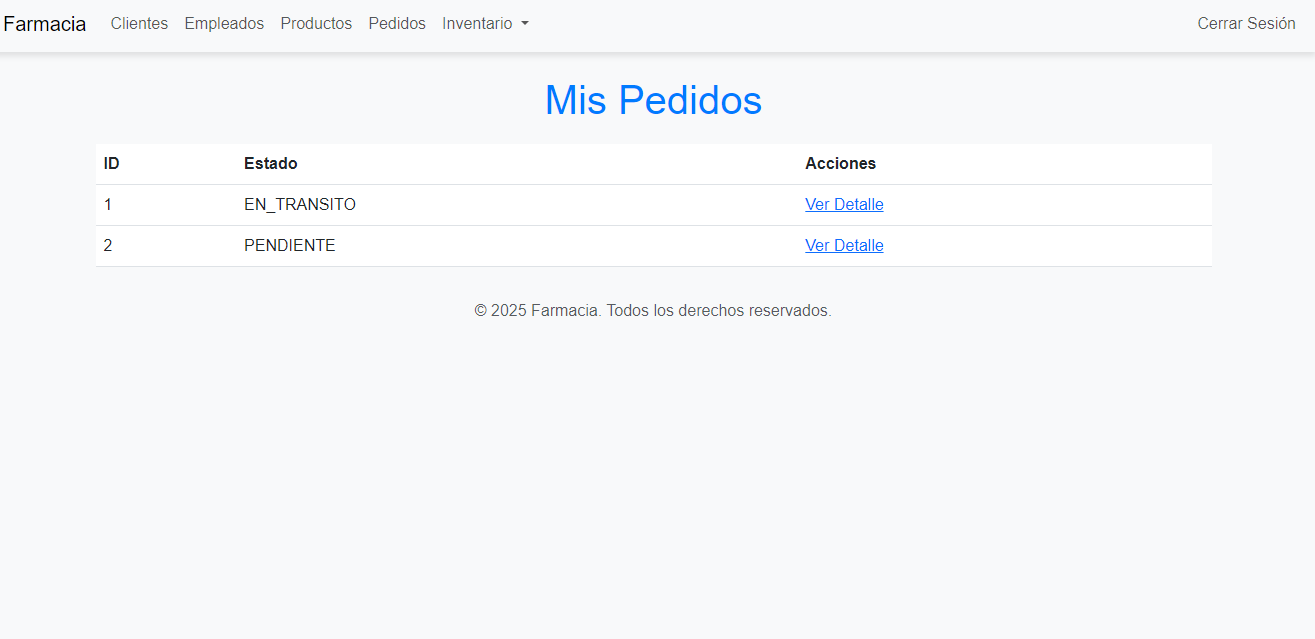 Farmacia Clientes Empleados Productos Pedidos Inventario Cerrar Sesión
Mis Pedidos
ID Estado Acciones
1 EN_TRANSITO Ver Detalle
2 PENDIENTE Ver Detalle
© 2025 Farmacia. Todos los derechos reservados.